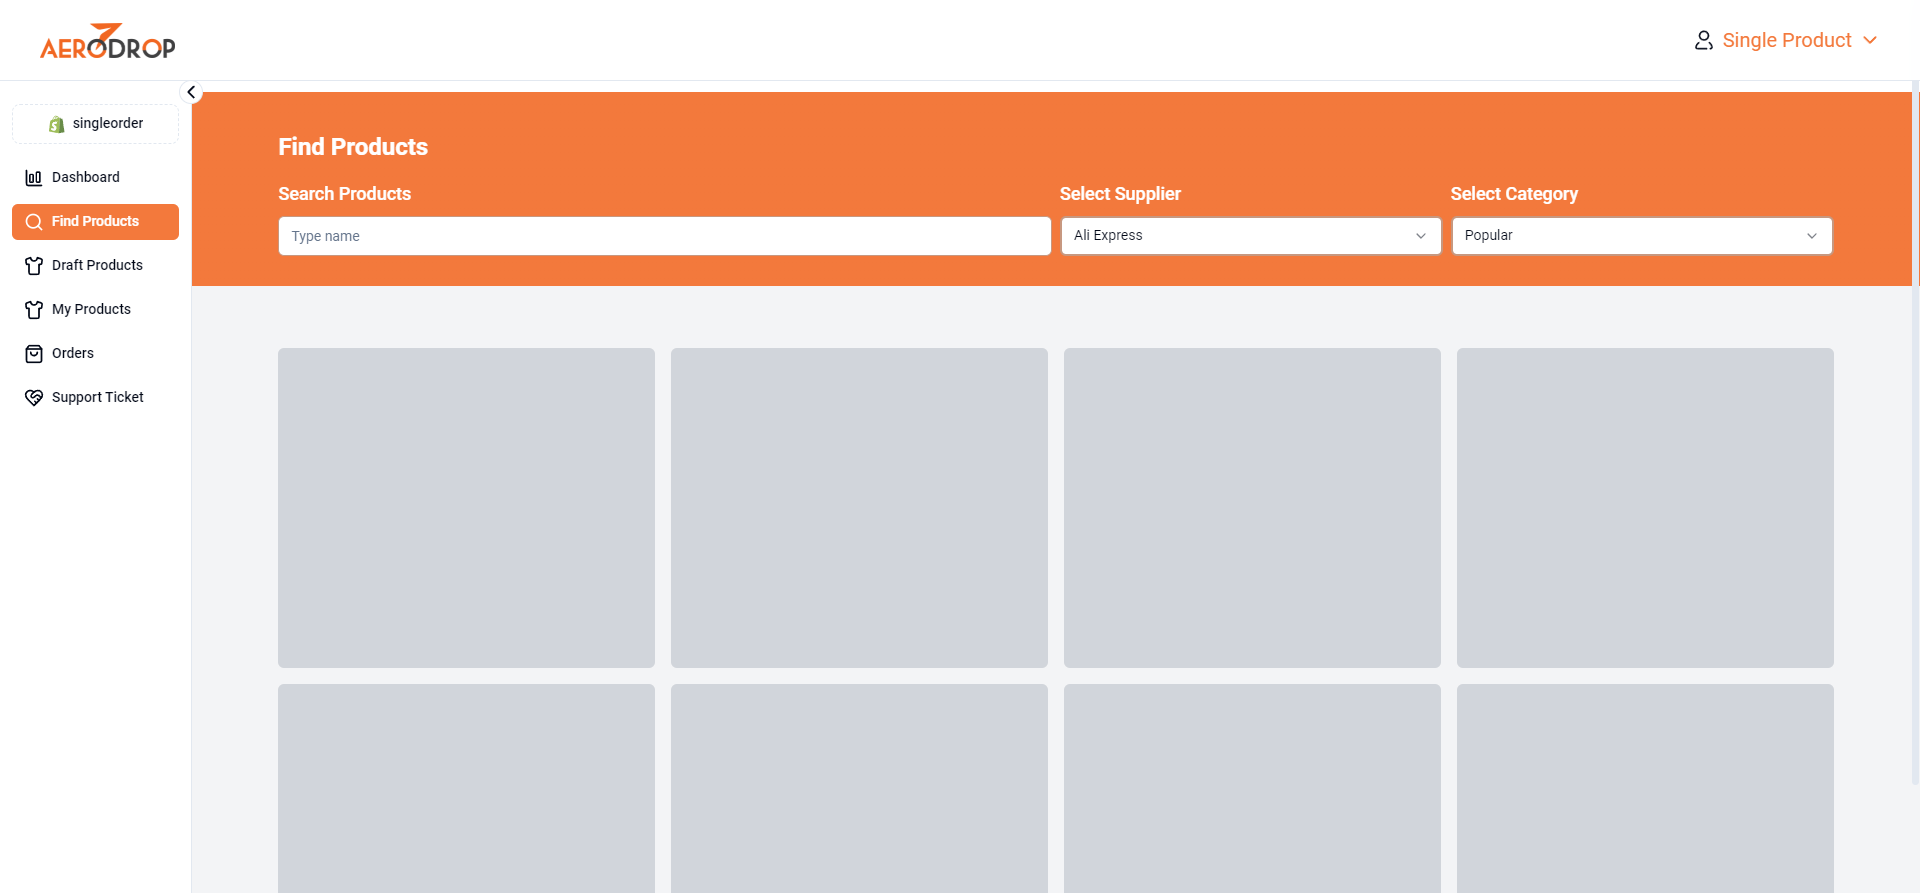 AERODROP
Single Product
singleorder
Dashboard
Find Products
Draft Products
My Products
Orders
Support Ticket
Find Products
Search Products
Select Supplier
Select Category
Type name
Ali Express
Popular